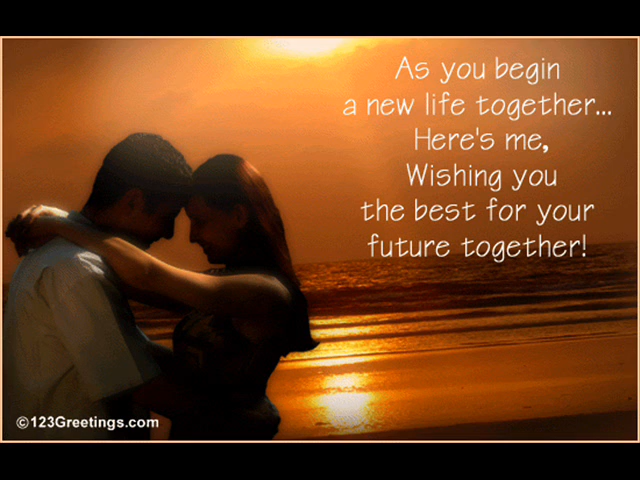 As you begin
a new life together...
Here's me,
Wishing you
the best for your
future together!
©123Greetings.com